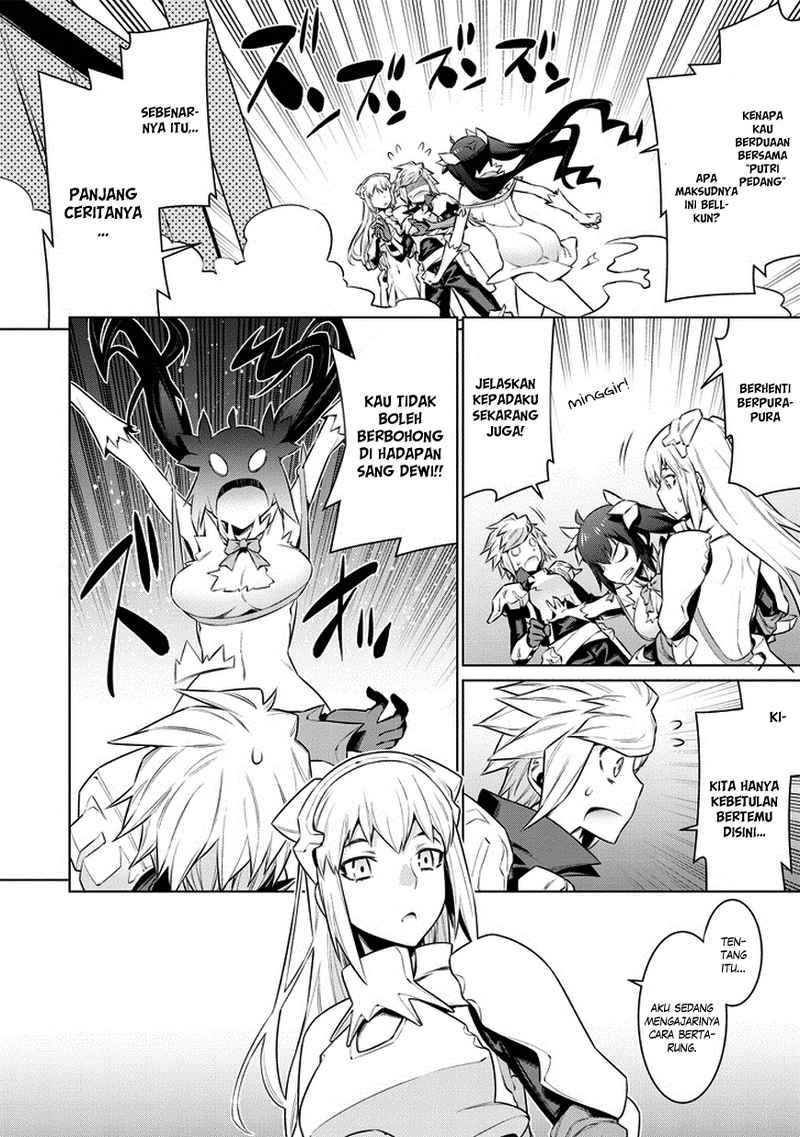 KENAPA
KAU
BERDUAAN
BERSAMA
"PUTRI
PEDANG"
APA
MAKSUDNYA
INI BELL-
KUN?
ズンズンズンズン
SEBENAR-
NYA ITU,..
PANJANG
CERITANYA
...
BERHENTI
BERPURA-
PURA
minggir!
JELASKAN
KEPADAKU
SEKARANG
JUGA!
KAU TIDAK
BOLEH
BERBOHONG
DI HADAPAN
SANG DEWI!!
ズイッ
KI-
KITA HANYA
KEBETULAN
BERTEMU
DISINI...
TEN-
TANG
ITU...
AKU SEDANG
MENGAJARINYA
CARA BERTA-
RUNG.